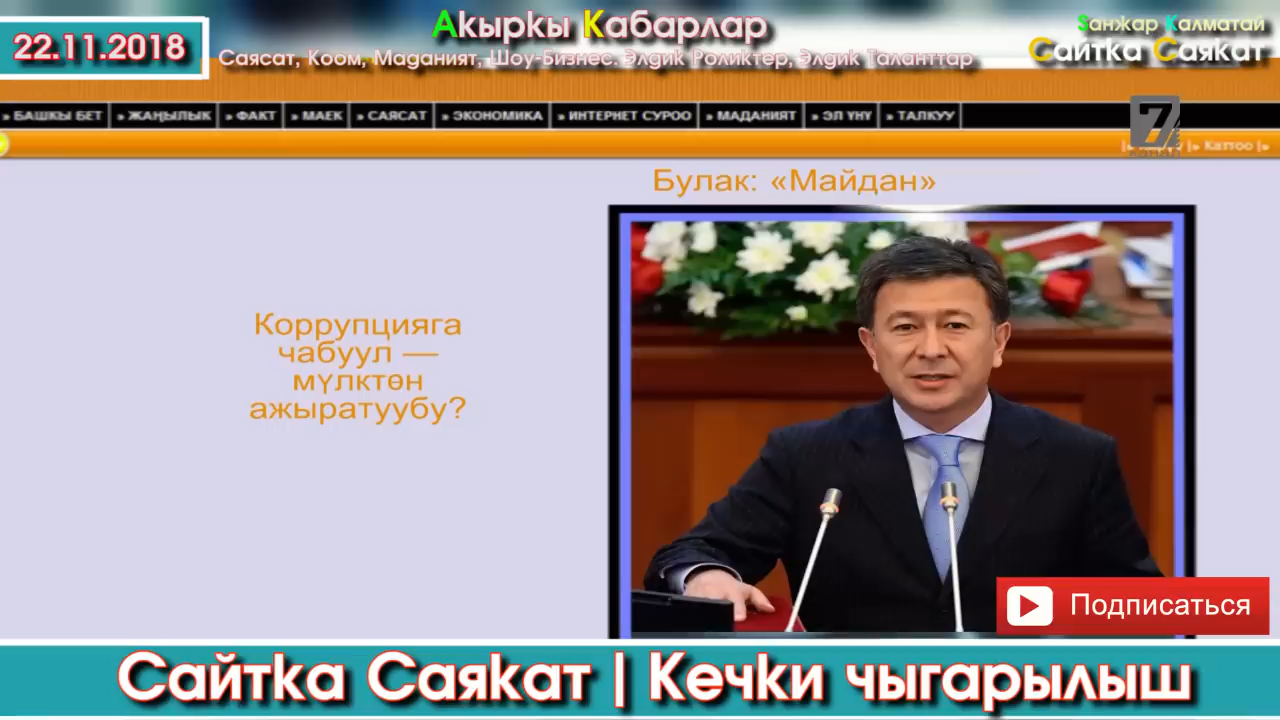 22.11.2018
Акыркы Кабарлар
Саясат, Коом, Маданият, Шоу-Бизнес. Элдик Роликтер, Элдик Таланттар
Sанжар Калматай
Сайтка Саякат
» БАШКЫ БЕТ » ЖАҢЫЛЫК » ФАКТ » МАЕК » САЯСАТ » ЭКОНОМИКА » ИНТЕРНЕТ СУРОО » МАДАНИЯТ » ЭЛ ҮНҮ » ТАЛКУУ
7
|» Каттоо |»
Булак: «Майдан»
Коррупцияга
чабуул —
мүлктөн
ажыратуубу?
Подписаться
Сайтка Саякат | Кечки чыгарылыш